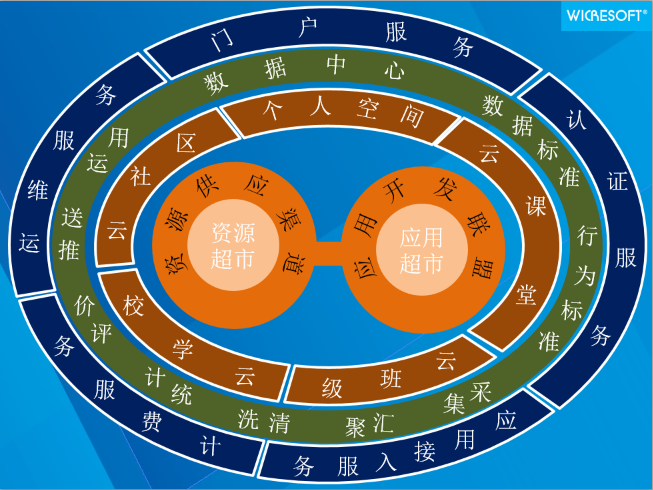 WICRESOFT®
门户服务
认证服务
应用接入服务
计费服务
运维服务
数据中心
数据标准
行为标准
采集
汇聚
清洗
统计
评价
推送
运用
个人空间
云课堂
云班级
云学校
云社区
资源供应渠道
资源
超市
应用开发联盟
应用
超市